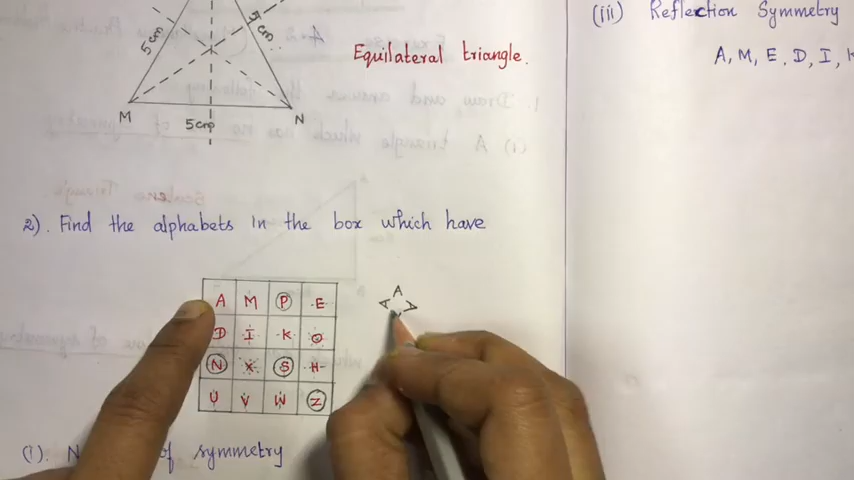 (iii) Reflection Symmetry
A, M, E, D, I, K
5 cm
5 cm
Equilateral triangle.
M
N
5 cm
2). Find the alphabets in the box which have
A M P E
D I K O
N X S H
U V W Z
A
(i). N of symmetry